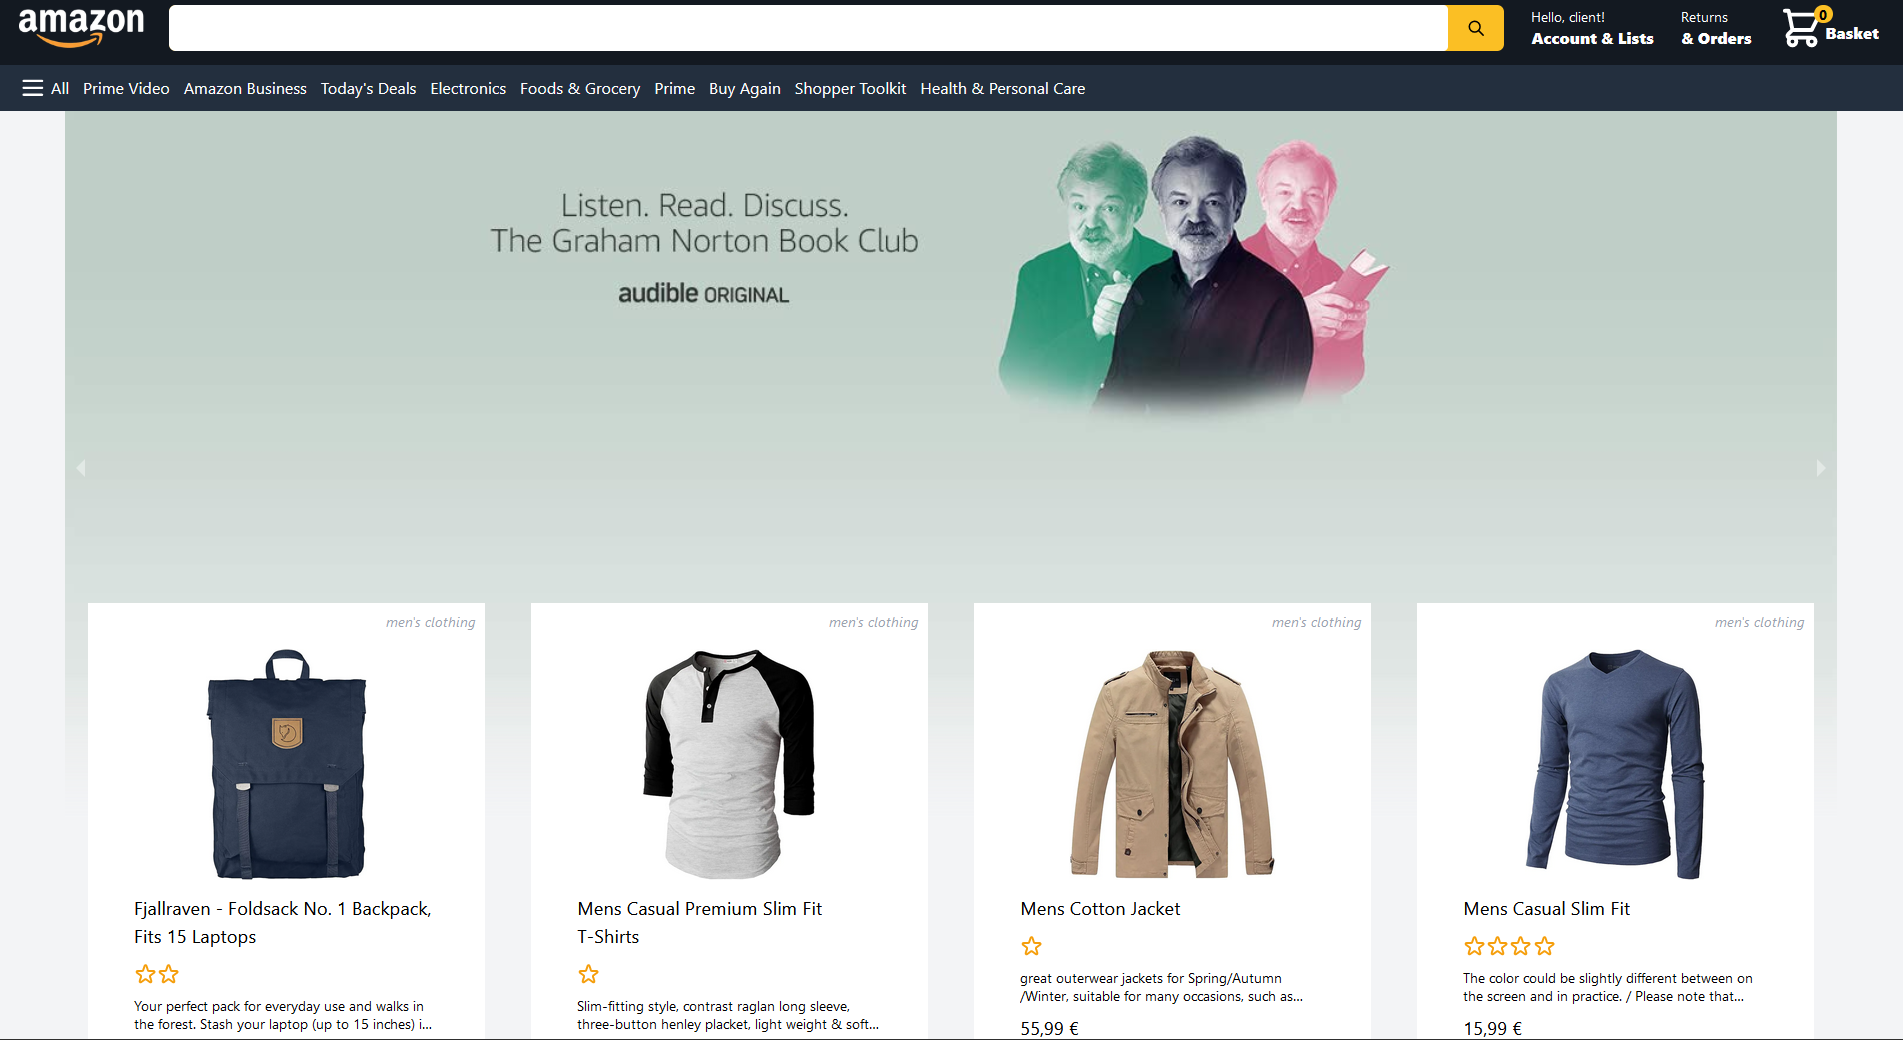 amazon
Hello, client!
Account & Lists
Returns
& Orders
0
Basket
All Prime Video Amazon Business Today's Deals Electronics Foods & Grocery Prime Buy Again Shopper Toolkit Health & Personal Care
Listen. Read. Discuss.
The Graham Norton Book Club
audible ORIGINAL
men's clothing
Fjallraven - Foldsack No. 1 Backpack,
Fits 15 Laptops
Your perfect pack for everyday use and walks in
the forest. Stash your laptop (up to 15 inches) i...
men's clothing
Mens Casual Premium Slim Fit
T-Shirts
Slim-fitting style, contrast raglan long sleeve,
three-button henley placket, light weight & soft...
men's clothing
Mens Cotton Jacket
great outerwear jackets for Spring/Autumn
/Winter, suitable for many occasions, such as...
55,99 €
men's clothing
Mens Casual Slim Fit
The color could be slightly different between on
the screen and in practice. / Please note that...
15,99 €